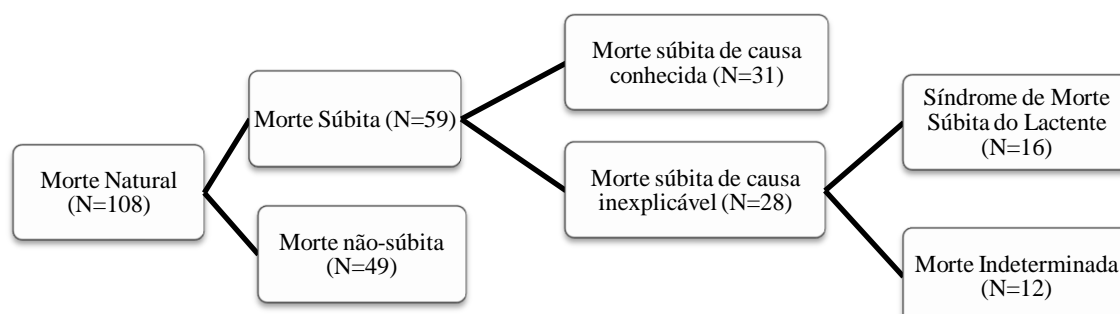 Morte Natural
(N=108)
Morte Súbita (N=59)
Morte não-súbita
(N=49)
Morte súbita de causa
conhecida (N=31)
Morte súbita de causa
inexplicável (N=28)
Síndrome de Morte
Súbita do Lactente
(N=16)
Morte Indeterminada
(N=12)